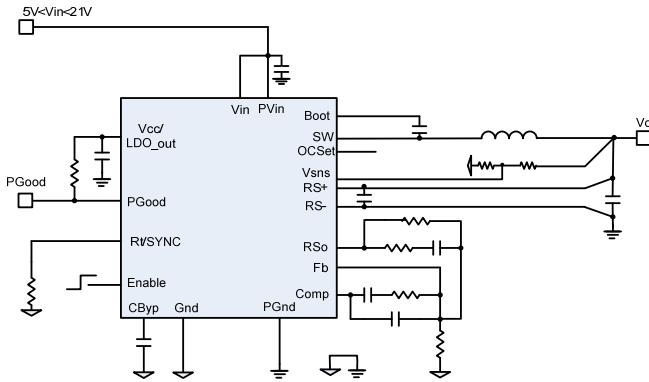 5V<Vin<21V
Vin PVin
Boot
Vcc/
LDO_out
SW
OCSet
Vsns
PGood
RS+
PGood
RS-
Rt/SYNC
RSo
Fb
Enable
Comp
CByp Gnd PGnd